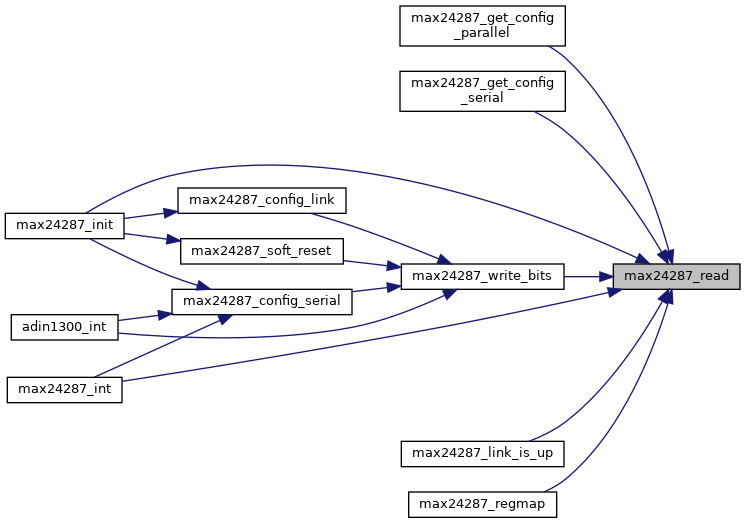 max24287_get_config
_parallel
max24287_get_config
_serial
max24287_config_link
max24287_init
max24287_soft_reset
max24287_write_bits
max24287_read
max24287_config_serial
adin1300_int
max24287_int
max24287_link_is_up
max24287_regmap